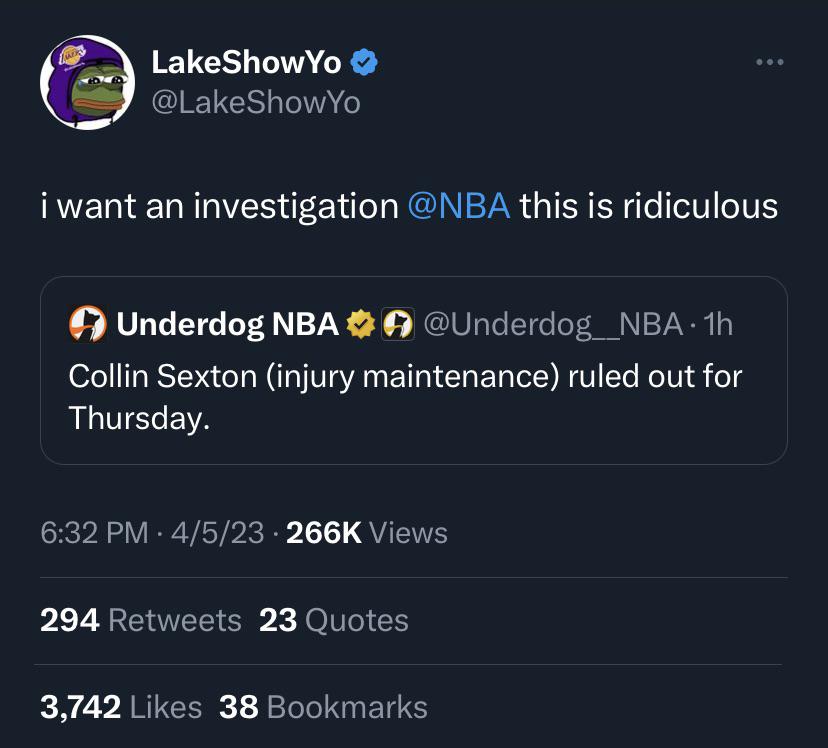 LakeShowYo
@LakeShowYo
i want an investigation @NBA this is ridiculous
Underdog NBA @Underdog__NBA · 1h
Collin Sexton (injury maintenance) ruled out for
Thursday.
6:32 PM · 4/5/23 · 266K Views
294 Retweets 23 Quotes
3,742 Likes 38 Bookmarks